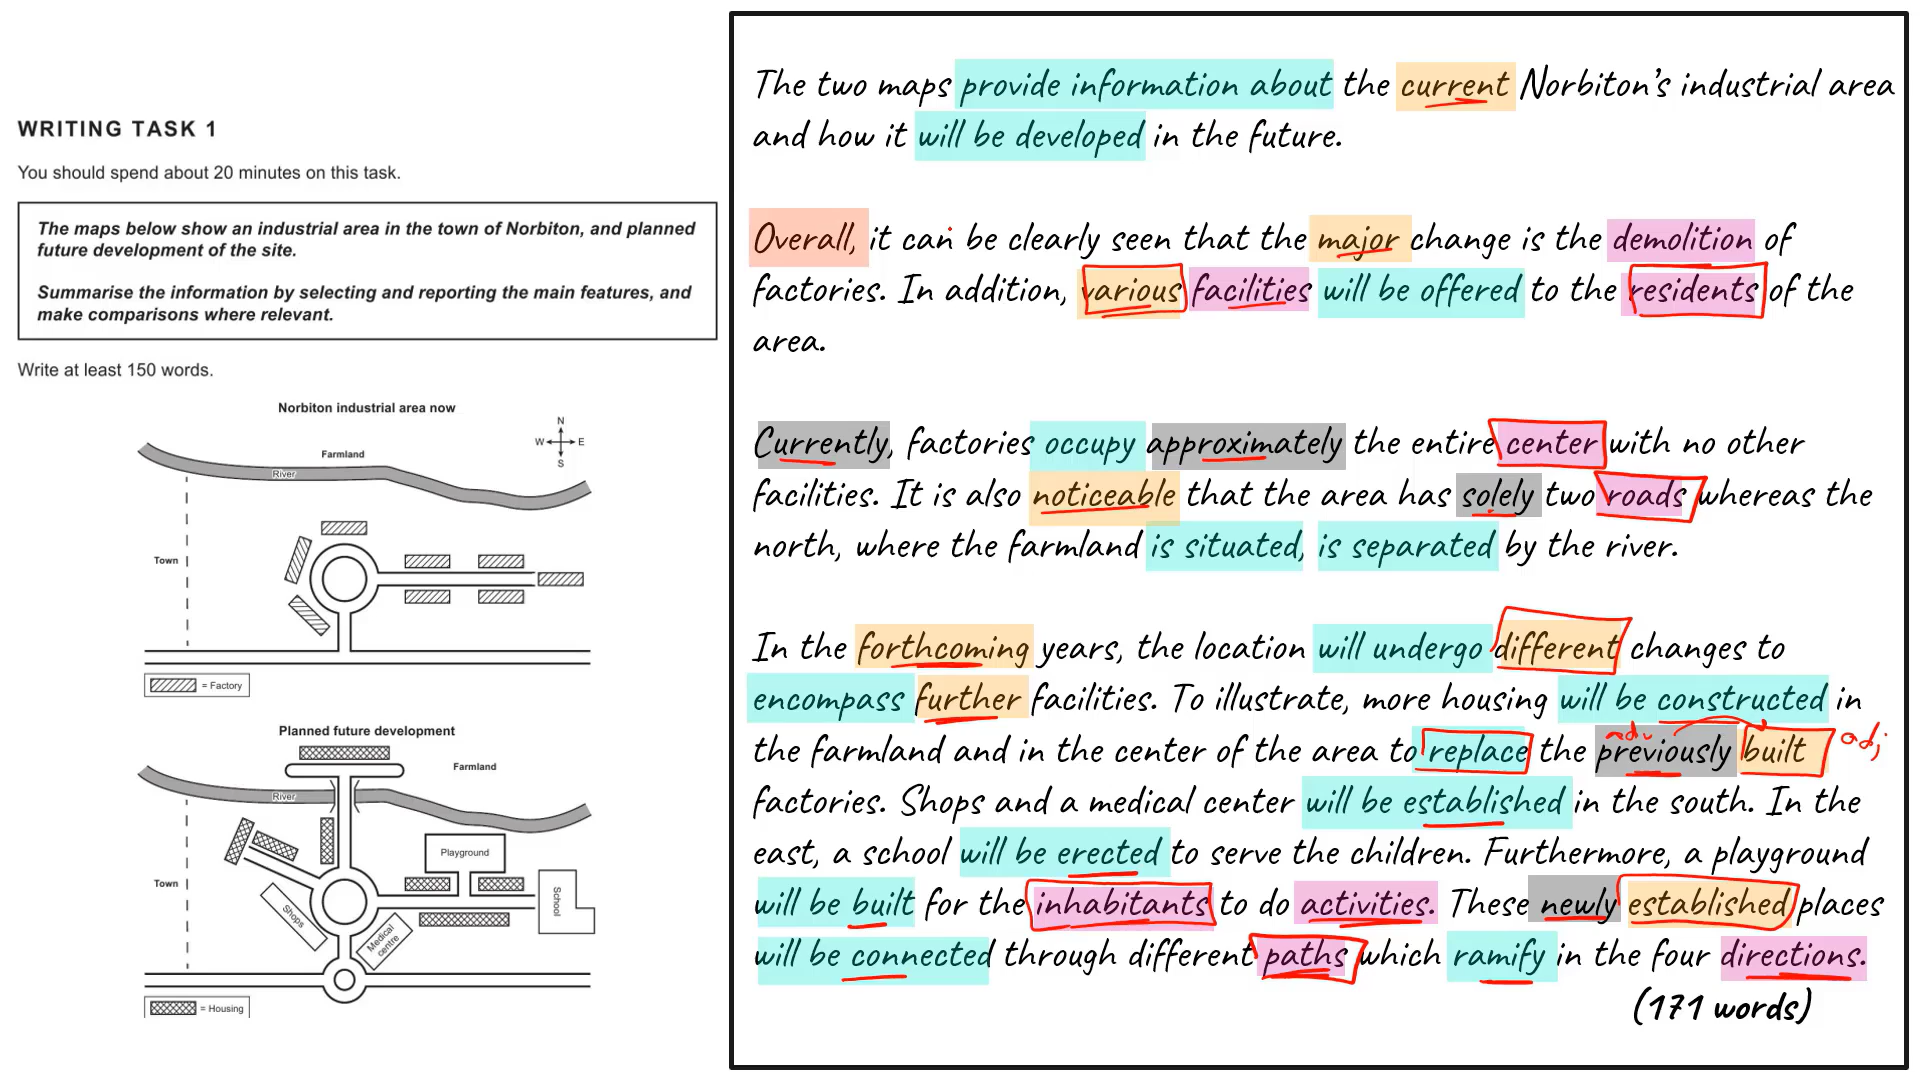 WRITING TASK 1
You should spend about 20 minutes on this task.
The maps below show an industrial area in the town of Norbiton, and planned
future development of the site.
Summarise the information by selecting and reporting the main features, and
make comparisons where relevant.
Write at least 150 words.
Norbiton industrial area now
N
W E
S
Farmland
River
Town
= Factory
Planned future development
Farmland
River
Playground
Town
School
Shops
Medical
centre
= Housing
The two maps provide information about the current Norbiton's industrial area
and how it will be developed in the future.
Overall, it can be clearly seen that the major change is the demolition of
factories. In addition, various facilities will be offered to the residents of the
area.
Currently, factories occupy approximately the entire center with no other
facilities. It is also noticeable that the area has solely two roads whereas the
north, where the farmland is situated, is separated by the river.
In the forthcoming years, the location will undergo different changes to
encompass further facilities. To illustrate, more housing will be constructed in
adv
adj
the farmland and in the center of the area to replace the previously built
factories. Shops and a medical center will be established in the south. In the
east, a school will be erected to serve the children. Furthermore, a playground
will be built for the inhabitants to do activities. These newly established places
will be connected through different paths which ramify in the four directions.
(171 words)